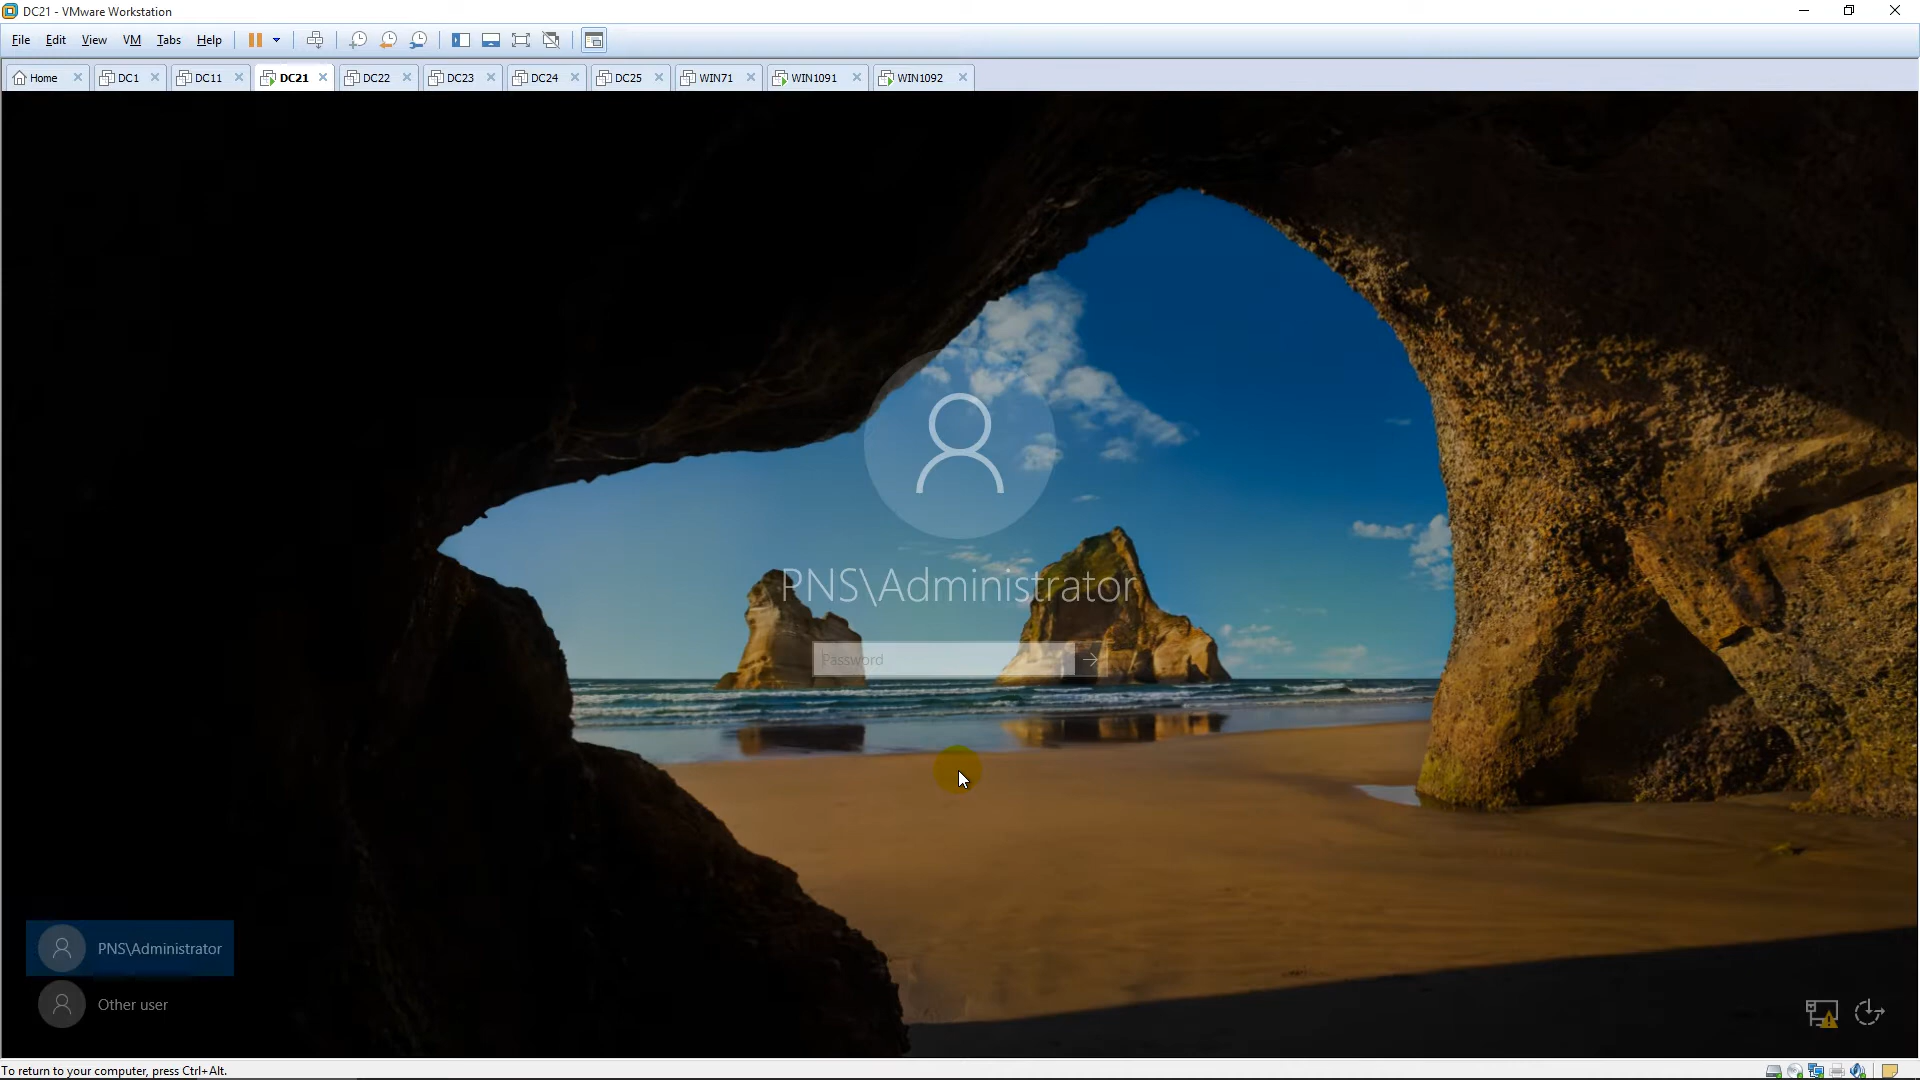 DC21 - VMware Workstation
File Edit View VM Tabs Help
Home DC1 DC11 DC21 DC22 DC23 DC24 DC25 WIN71 WIN1091 WIN1092
PNS\Administrator
Password
PNS\Administrator
Other user
To return to your computer, press Ctrl+Alt.